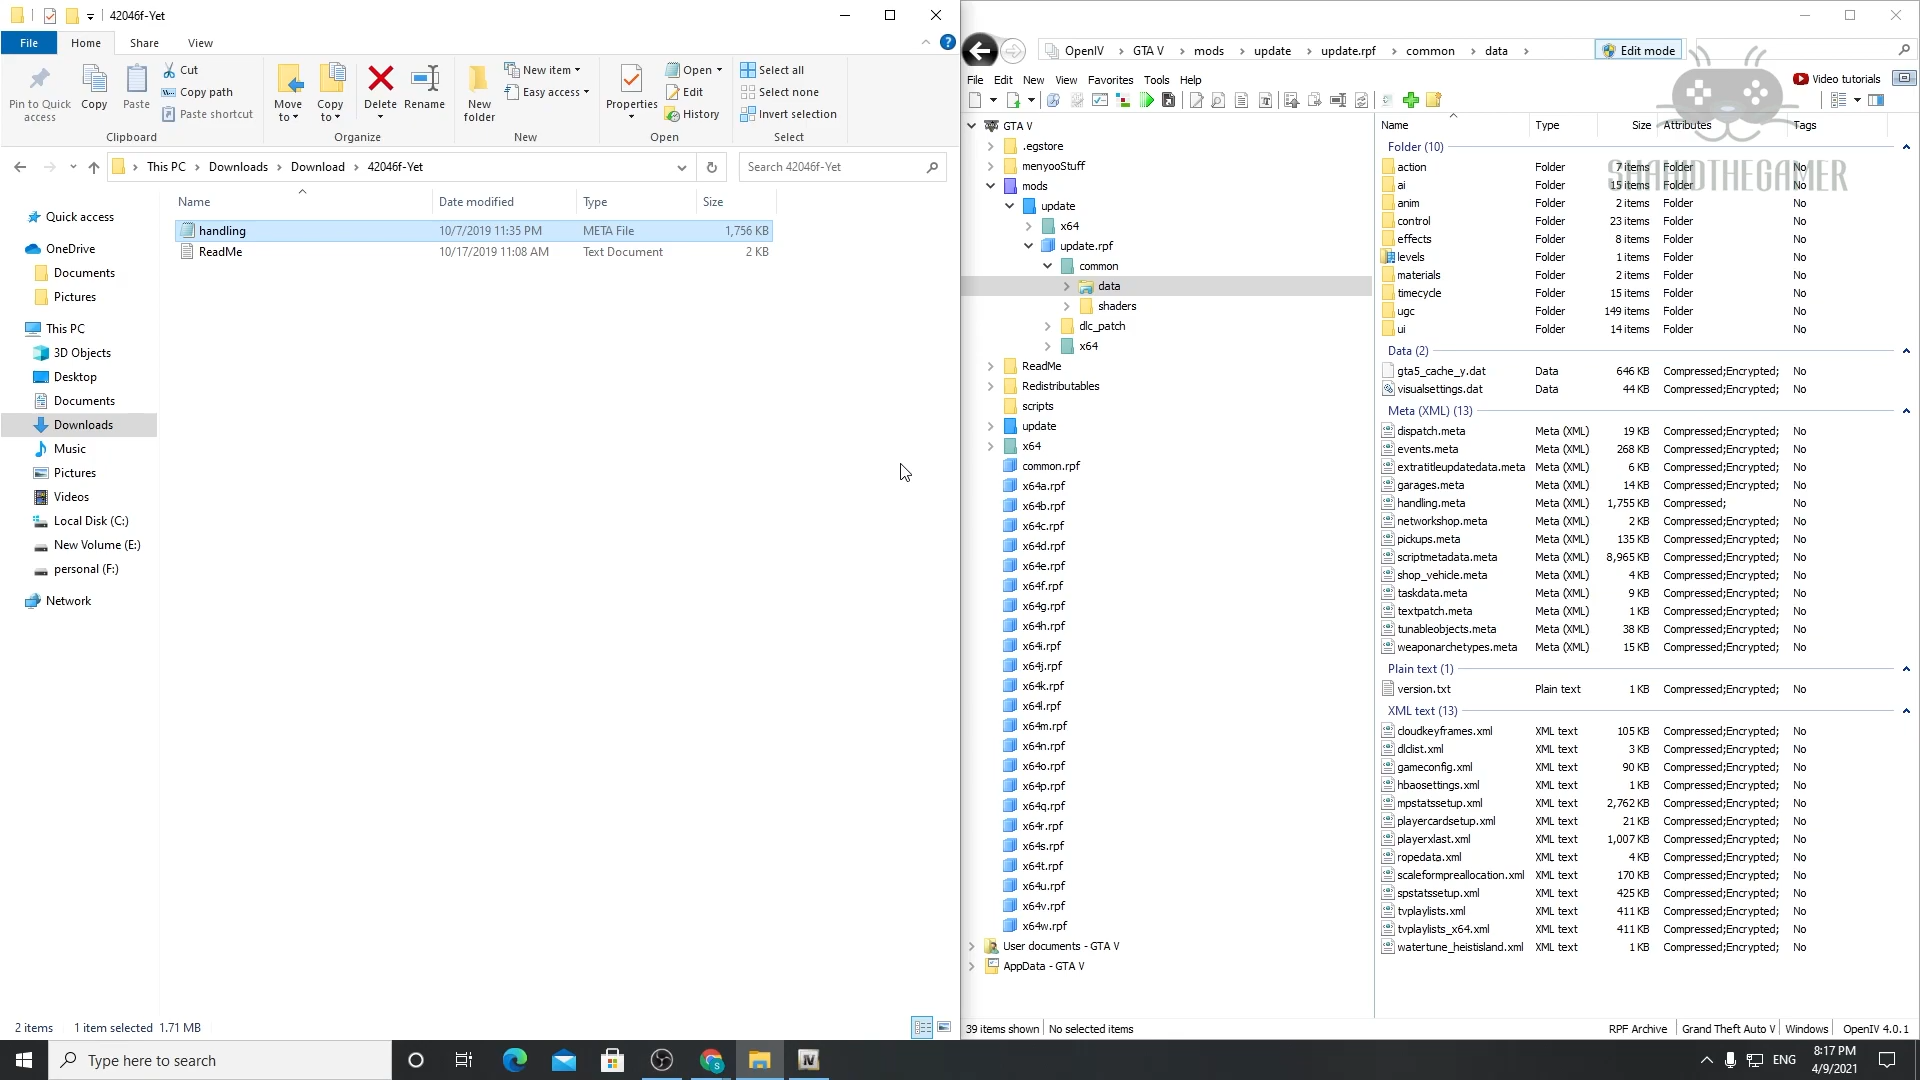 42046f-Yet
File
Home
Share
View
Pin to Quick access
Copy
Paste
Cut
Copy path
Paste shortcut
Clipboard
Move to
Copy to
Delete
Rename
Organize
New folder
New item
Easy access
New
Properties
Open
Edit
History
Open
Select all
Select none
Invert selection
Select
This PC
Downloads
Download
42046f-Yet
Search 42046f-Yet
Name Date modified Type Size
handling 10/7/2019 11:35 PM META File 1,756 KB
ReadMe 10/17/2019 11:08 AM Text Document 2 KB
Quick access
OneDrive
Documents
Pictures
This PC
3D Objects
Desktop
Documents
Downloads
Music
Pictures
Videos
Local Disk (C:)
New Volume (E:)
personal (F:)
Network
2 items 1 item selected 1.71 MB
OpenIV GTA V mods update update.rpf common data
Edit mode
File Edit New View Favorites Tools Help
Video tutorials
SHAHIDTHEGAMER
GTA V
.egstore
menyooStuff
mods
update
x64
update.rpf
common
data
shaders
dlc_patch
x64
ReadMe
Redistributables
scripts
update
x64
common.rpf
x64a.rpf
x64b.rpf
x64c.rpf
x64d.rpf
x64e.rpf
x64f.rpf
x64g.rpf
x64h.rpf
x64i.rpf
x64j.rpf
x64k.rpf
x64l.rpf
x64m.rpf
x64n.rpf
x64o.rpf
x64p.rpf
x64q.rpf
x64r.rpf
x64s.rpf
x64t.rpf
x64u.rpf
x64v.rpf
x64w.rpf
User documents - GTA V
AppData - GTA V
Name Type Size Attributes Tags
Folder (10)
action Folder 7 items Folder No
ai Folder 15 items Folder No
anim Folder 2 items Folder No
control Folder 23 items Folder No
effects Folder 8 items Folder No
levels Folder 1 items Folder No
materials Folder 2 items Folder No
timecycle Folder 15 items Folder No
ugc Folder 149 items Folder No
ui Folder 14 items Folder No
Data (2)
gta5_cache_y.dat Data 646 KB Compressed;Encrypted; No
visualsettings.dat Data 44 KB Compressed;Encrypted; No
Meta (XML) (13)
dispatch.meta Meta (XML) 19 KB Compressed;Encrypted; No
events.meta Meta (XML) 268 KB Compressed;Encrypted; No
extratitleupdatedata.meta Meta (XML) 6 KB Compressed;Encrypted; No
garages.meta Meta (XML) 14 KB Compressed;Encrypted; No
handling.meta Meta (XML) 1,755 KB Compressed; No
networkshop.meta Meta (XML) 2 KB Compressed;Encrypted; No
pickups.meta Meta (XML) 135 KB Compressed;Encrypted; No
scriptmetadata.meta Meta (XML) 8,965 KB Compressed;Encrypted; No
shop_vehicle.meta Meta (XML) 4 KB Compressed;Encrypted; No
taskdata.meta Meta (XML) 9 KB Compressed;Encrypted; No
textpatch.meta Meta (XML) 1 KB Compressed;Encrypted; No
tunableobjects.meta Meta (XML) 38 KB Compressed;Encrypted; No
weaponarchetypes.meta Meta (XML) 15 KB Compressed;Encrypted; No
Plain text (1)
version.txt Plain text 1 KB Compressed;Encrypted; No
XML text (13)
cloudkeyframes.xml XML text 105 KB Compressed;Encrypted; No
dlclist.xml XML text 3 KB Compressed;Encrypted; No
gameconfig.xml XML text 90 KB Compressed;Encrypted; No
hbaosettings.xml XML text 1 KB Compressed;Encrypted; No
mpstatssetup.xml XML text 2,762 KB Compressed;Encrypted; No
playercardsetup.xml XML text 21 KB Compressed;Encrypted; No
playerxlast.xml XML text 1,007 KB Compressed;Encrypted; No
ropedata.xml XML text 4 KB Compressed;Encrypted; No
scaleformpreallocation.xml XML text 170 KB Compressed;Encrypted; No
spstatssetup.xml XML text 425 KB Compressed;Encrypted; No
tvplaylists.xml XML text 411 KB Compressed;Encrypted; No
tvplaylists_x64.xml XML text 411 KB Compressed;Encrypted; No
watertune_heistisland.xml XML text 1 KB Compressed;Encrypted; No
39 items shown No selected items
RPF Archive Grand Theft Auto V Windows OpenIV 4.0.1
Type here to search
ENG
8:17 PM
4/9/2021